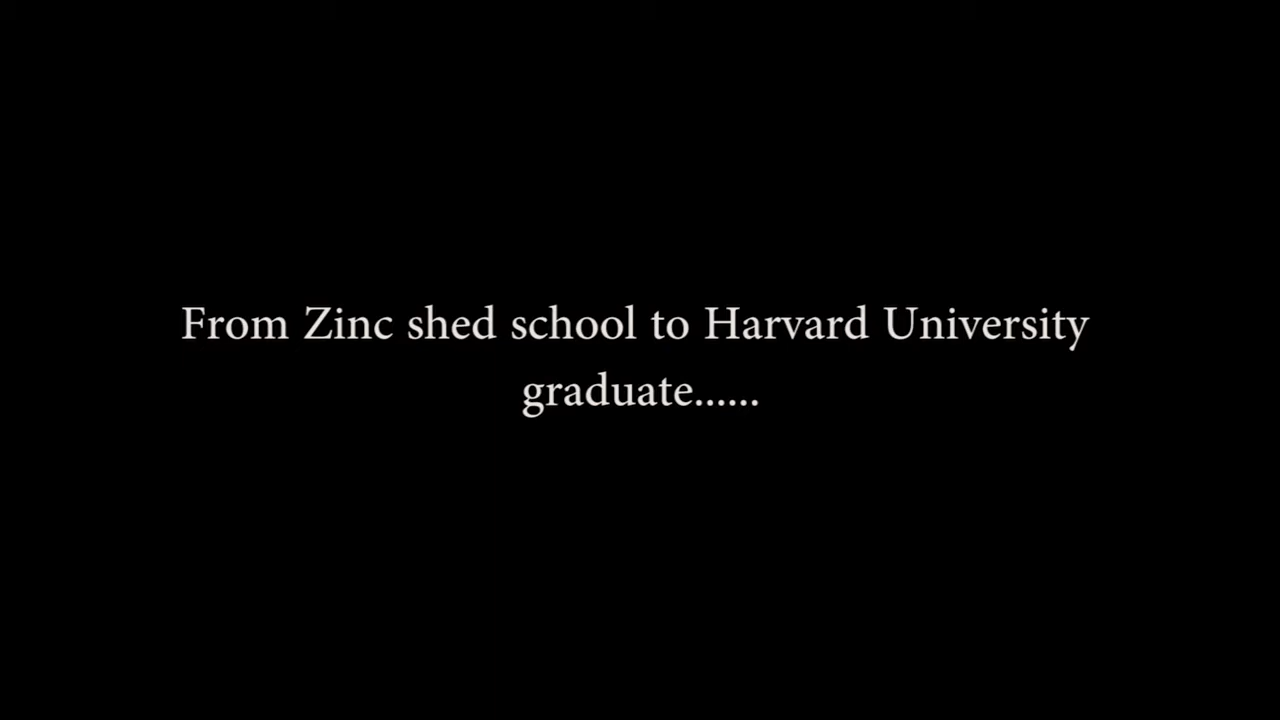 From Zinc shed school to Harvard University
graduate......